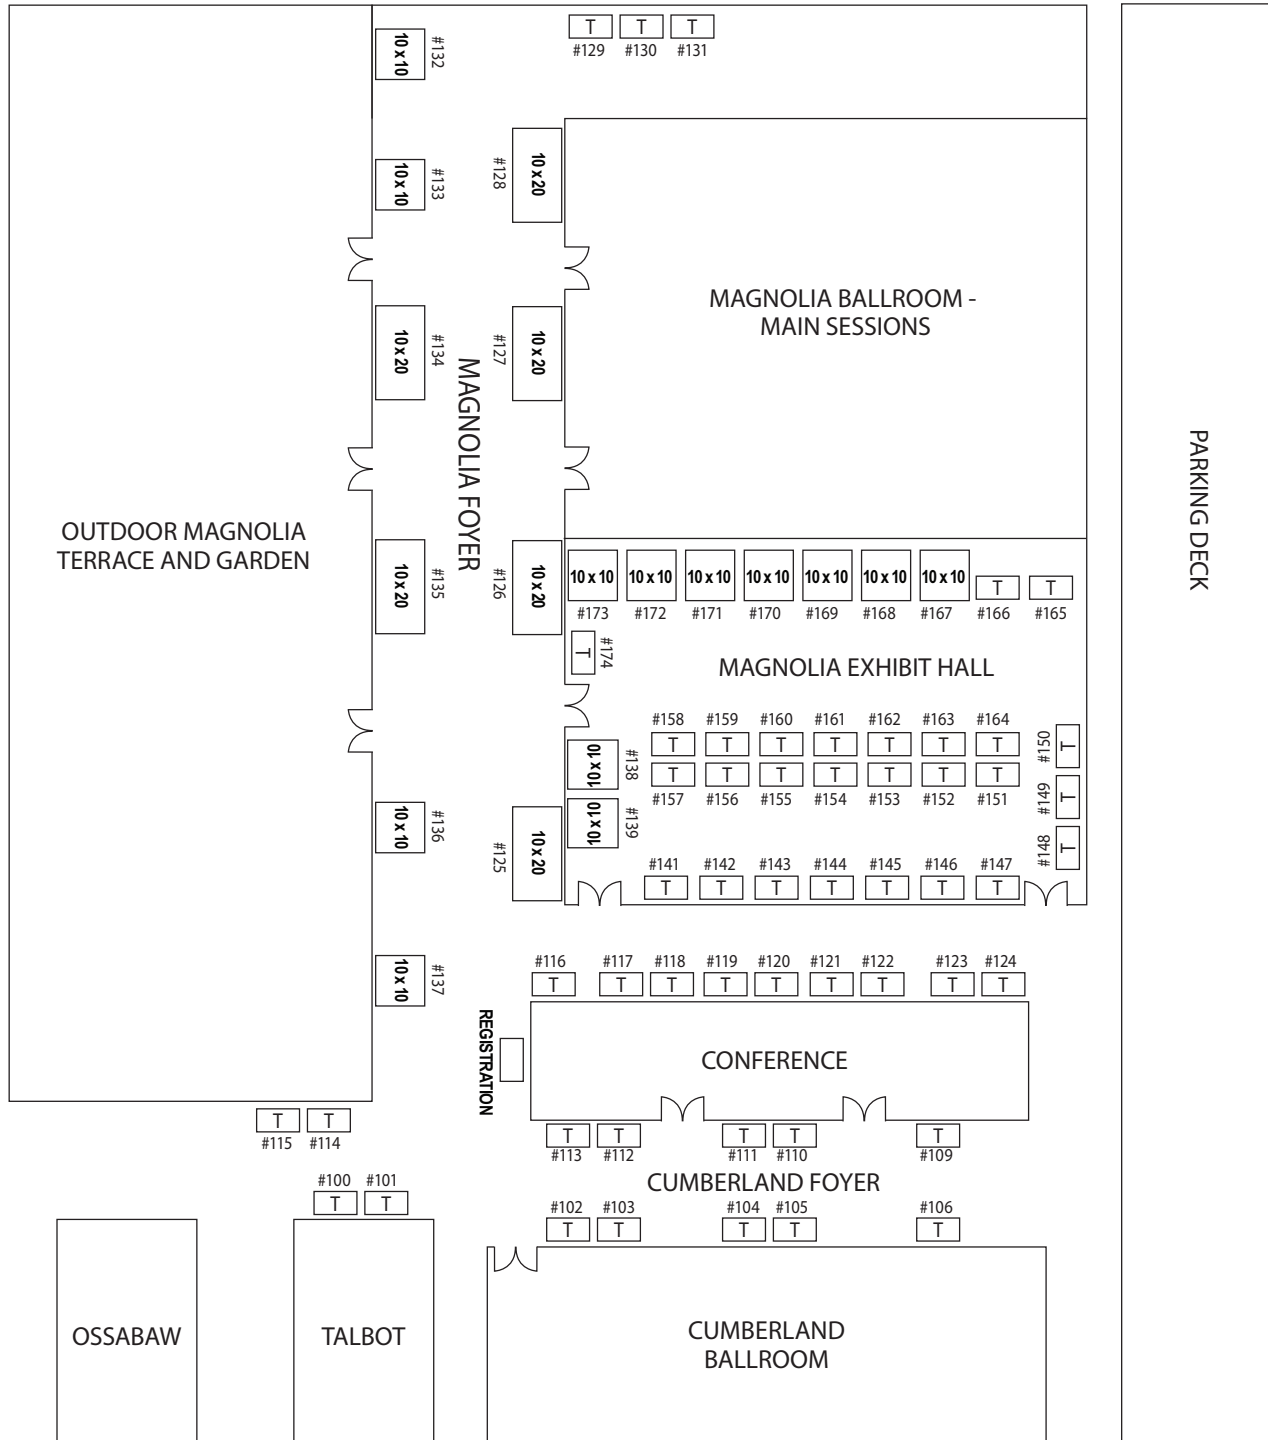 T T T
#129 #130 #131
10 x 10
#132
10 x 10
#133
10 x 20
#128
10 x 20
#134
10 x 20
#127
MAGNOLIA BALLROOM -
MAIN SESSIONS
MAGNOLIA FOYER
PARKING DECK
OUTDOOR MAGNOLIA
TERRACE AND GARDEN
10 x 20
#135
10 x 20
#126
10 x 10 10 x 10 10 x 10 10 x 10 10 x 10 10 x 10 10 x 10 T T
#173 #172 #171 #170 #169 #168 #167 #166 #165
T
#174
MAGNOLIA EXHIBIT HALL
#158 #159 #160 #161 #162 #163 #164
T T T T T T T
T T T T T T T
#157 #156 #155 #154 #153 #152 #151
#150
T
#149
T
#148
T
10 x 10
#138
10 x 10
#139
10 x 10
#136
10 x 20
#125
#141 #142 #143 #144 #145 #146 #147
T T T T T T T
10 x 10
#137
#116 #117 #118 #119 #120 #121 #122 #123 #124
T T T T T T T T T
REGISTRATION
CONFERENCE
T T
#115 #114
T T T T T
#113 #112 #111 #110 #109
CUMBERLAND FOYER
#100 #101
T T
#102 #103 #104 #105 #106
T T T T T
OSSABAW
TALBOT
CUMBERLAND
BALLROOM